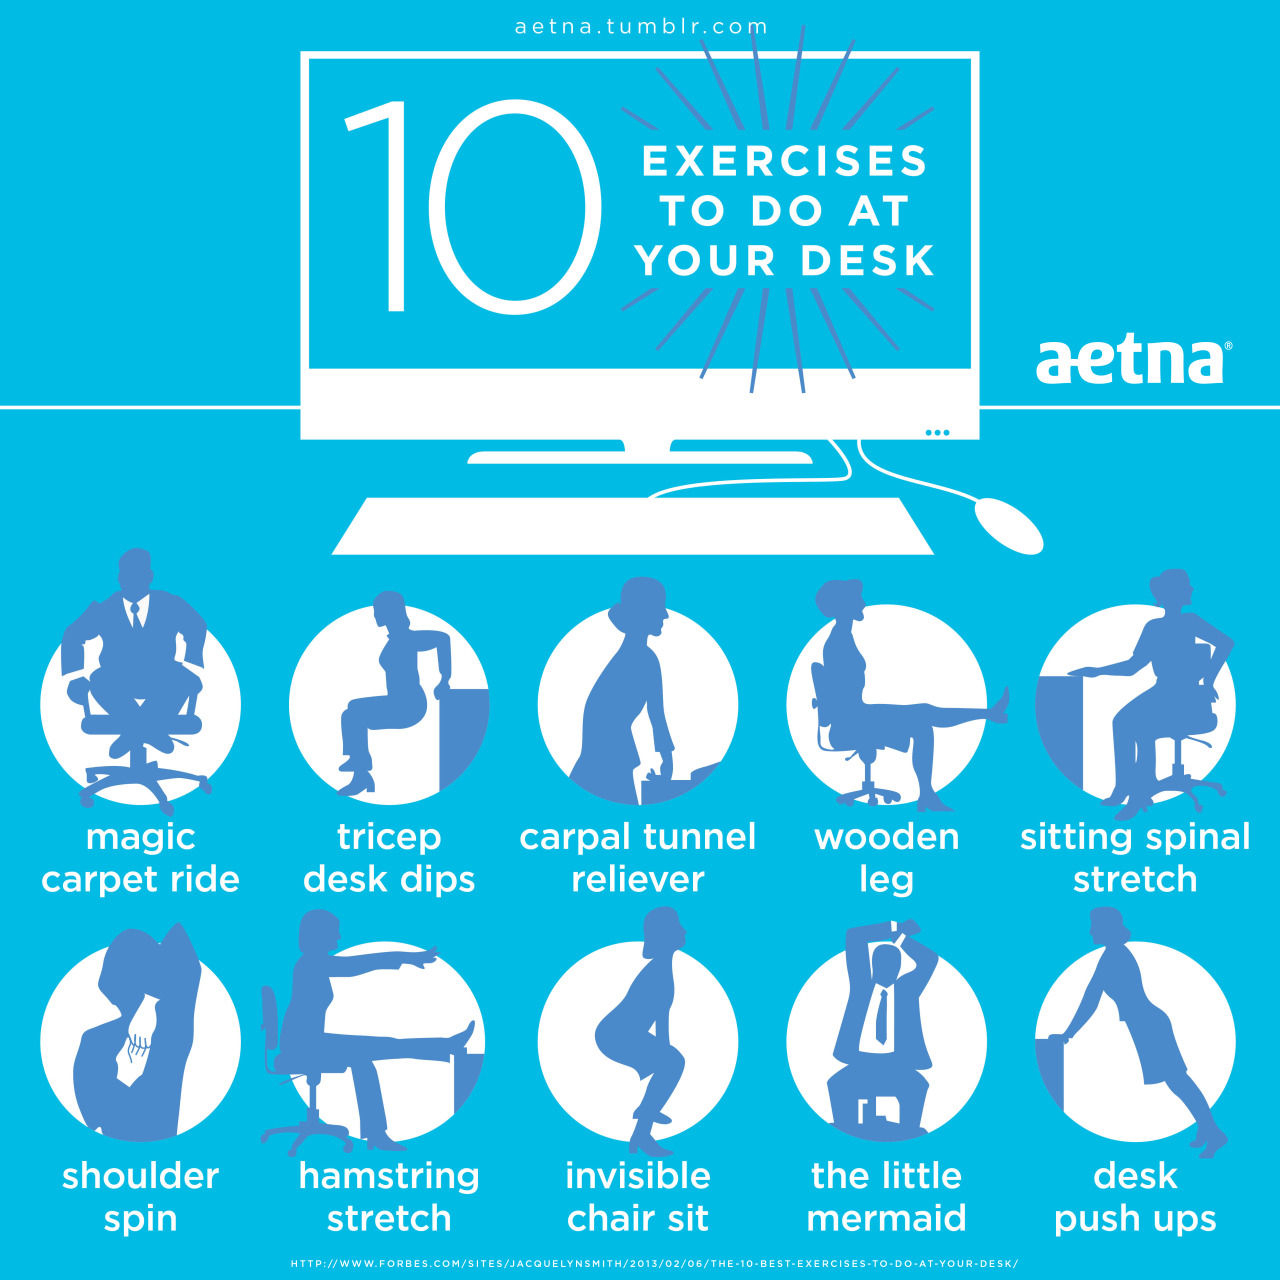 aetna.tumblr.com
10
EXERCISES
TO DO AT
YOUR DESK
aetna®
magic
carpet ride
tricep
desk dips
carpal tunnel
reliever
wooden
leg
sitting spinal
stretch
shoulder
spin
hamstring
stretch
invisible
chair sit
the little
mermaid
desk
push ups
HTTP://WWW.FORBES.COM/SITES/JACQUELYNSMITH/2013/02/06/THE-10-BEST-EXERCISES-TO-DO-AT-YOUR-DESK/